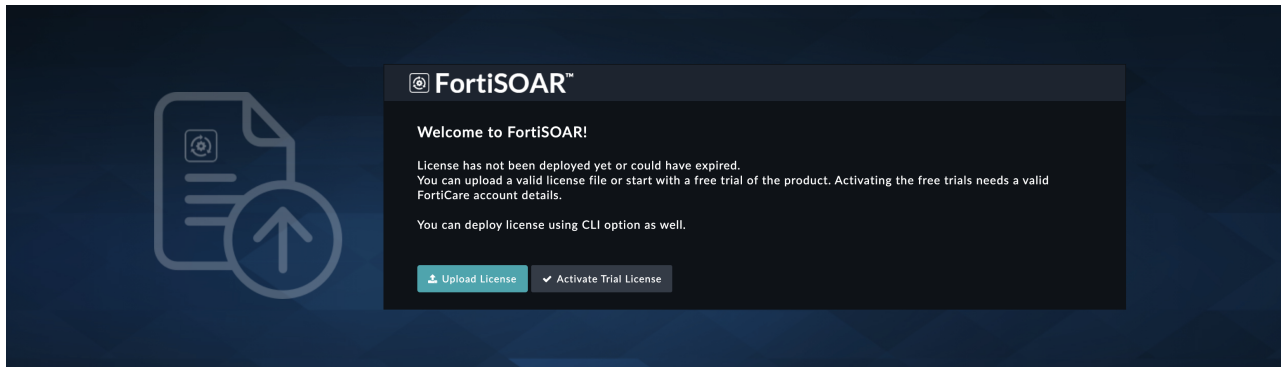 FortiSOAR™
Welcome to FortiSOAR!
License has not been deployed yet or could have expired.
You can upload a valid license file or start with a free trial of the product. Activating the free trials needs a valid
FortiCare account details.
You can deploy license using CLI option as well.
Upload License
Activate Trial License